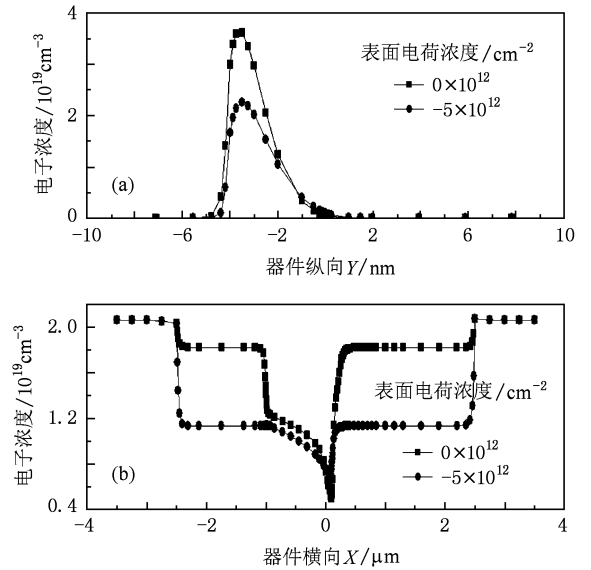 4
2
0
电子浓度/10¹⁹cm⁻³
表面电荷浓度/cm⁻²
0×10¹²
−5×10¹²
(a)
−10 −6 −2 2 6 10
器件纵向Y/nm
2.0
1.2
0.4
电子浓度/10¹⁹cm⁻³
表面电荷浓度/cm⁻²
0×10¹²
−5×10¹²
(b)
−4 −2 0 2 4
器件横向X/μm